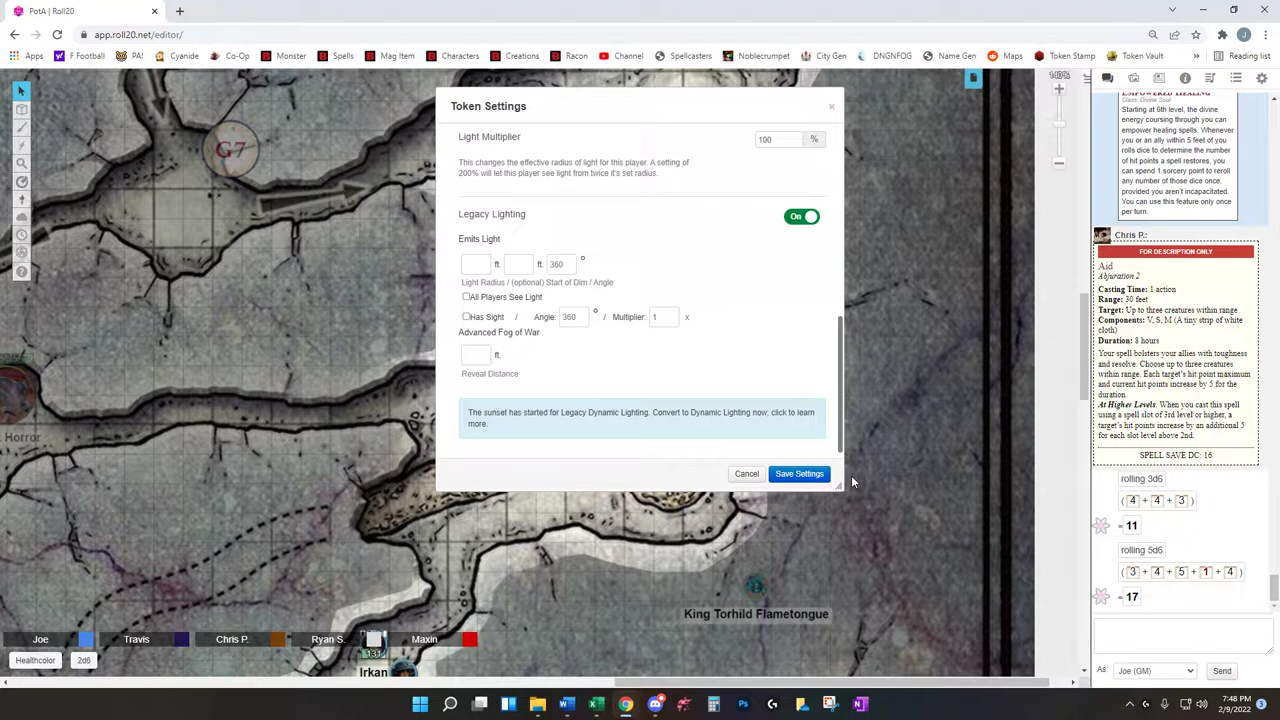 PotA | Roll20
app.roll20.net/editor/
Apps
F Football
PA!
Cyanide
Co-Op
Monster
Spells
Mag Item
Characters
Creations
Racon
Channel
Spellcasters
Noblecrumpet
City Gen
DNGNFOG
Name Gen
Mods
Token Stamp
Token Vault
Reading list
Token Settings
Light Multiplier
100 %
This changes the effective radius of light for this player. A setting of
200% will let this player see light from twice it's set radius.
Legacy Lighting
On
Emits Light
ft. ft. 360 °
Light Radius / (optional) Start of Dim / Angle
All Players See Light
Has Sight / Angle: 360 ° / Multiplier: 1 x
Advanced Fog of War
ft.
Reveal Distance
The sunset has started for Legacy Dynamic Lighting. Convert to Dynamic Lighting now, click to learn
more.
Cancel
Save Settings
G7
Horror
King Torhild Flametongue
Joe
Travis
Chris P.
Ryan S.
Maxin
Healthcolor
2d6
Irkan
140%
EMPOWERED HEALING
Class: Divine Soul
Starting at 6th level, the divine
energy coursing through you can
empower healing spells. Whenever
you or an ally within 5 feet of you
rolls dice to determine the number
of hit points a spell restores,
you can spend 1 sorcery point to reroll
any number of those dice once,
provided you aren't incapacitated.
You can use this feature only once
per turn.
Chris P.:
FOR DESCRIPTION ONLY
Aid
Abjuration 2
Casting Time: 1 action
Range: 30 feet
Target: Up to three creatures within range
Components: V, S, M (A tiny strip of white
cloth)
Duration: 8 hours
Your spell bolsters your allies with toughness
and resolve. Choose up to three creatures
within range. Each target's hit point maximum
and current hit points increase by 5 for the
duration.
At Higher Levels. When you cast this spell
using a spell slot of 3rd level or higher, a
target's hit points increase by an additional 5
for each slot level above 2nd.
SPELL SAVE DC: 16
rolling 3d6
(4+4+3)
= 11
rolling 5d6
(3+4+5+1+4)
= 17
As: Joe (GM)
Send
7:48 PM
2/9/2022